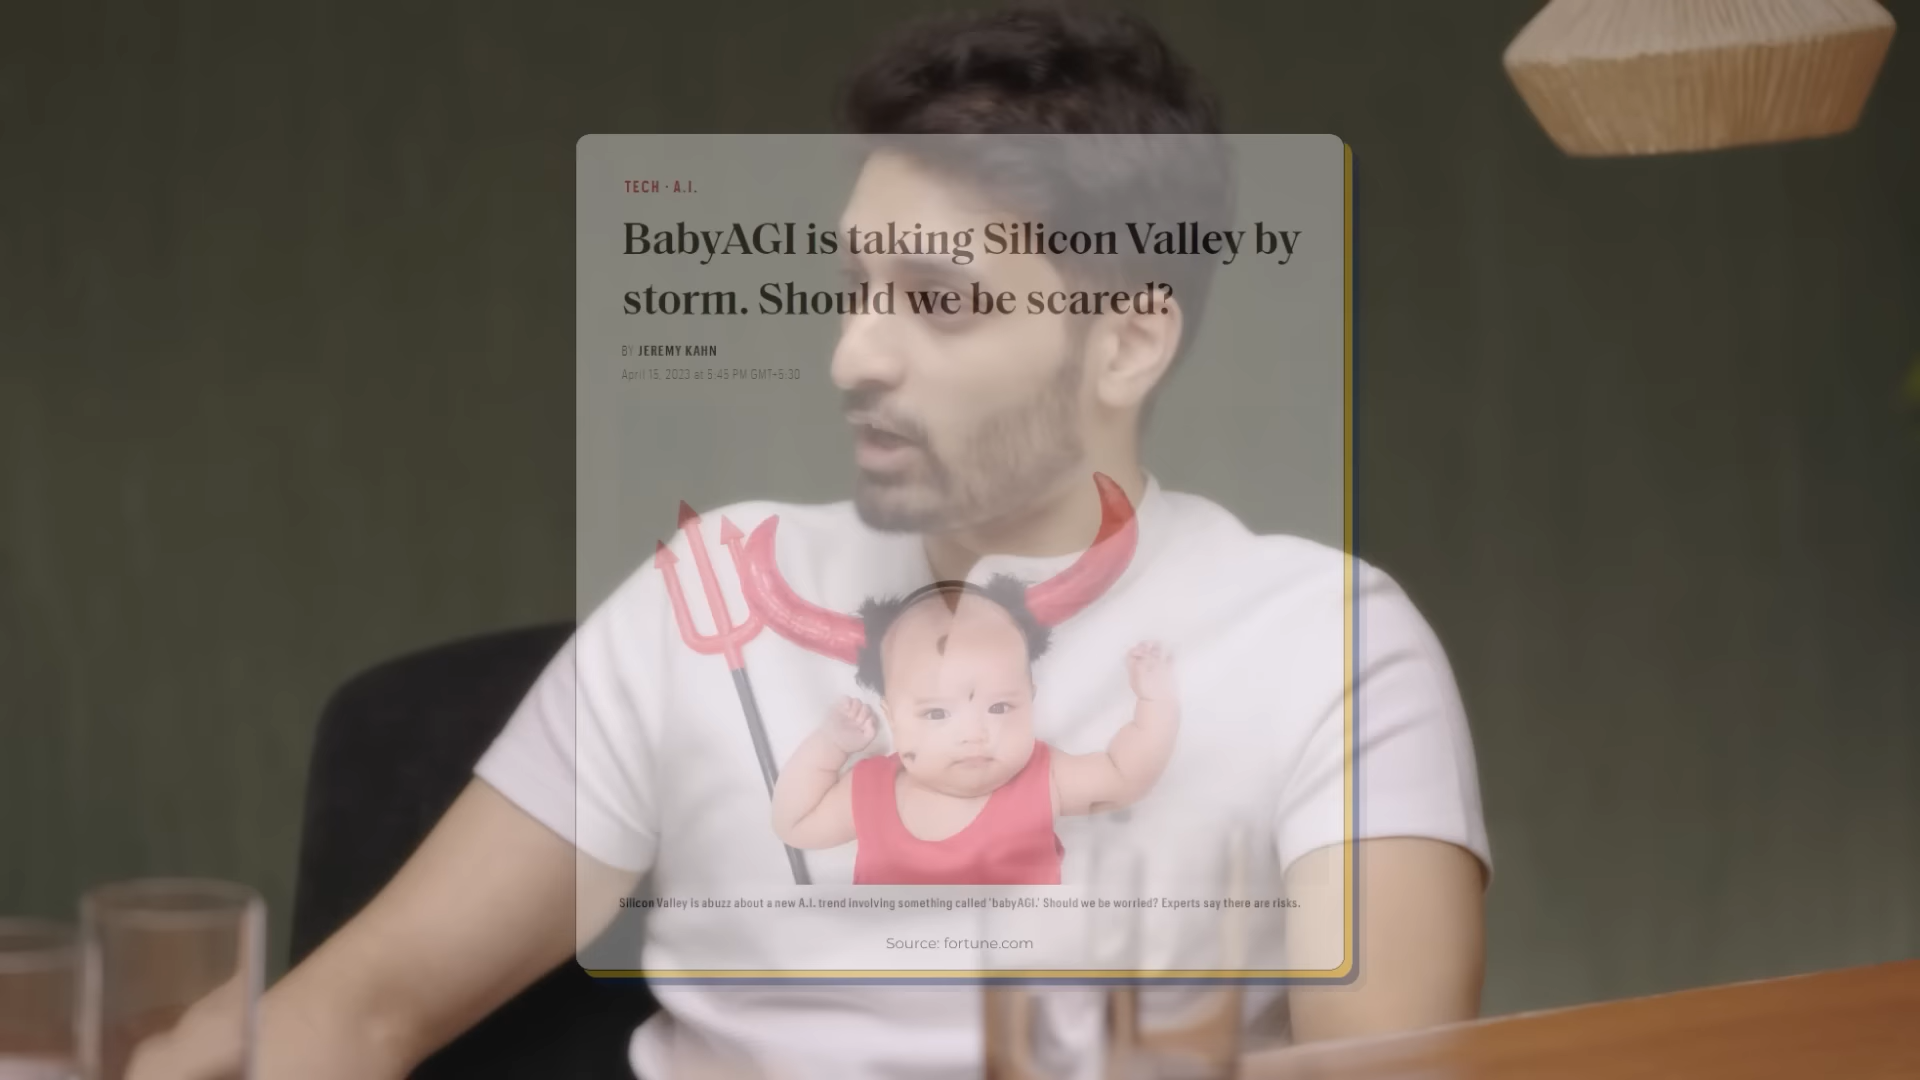 TECH · A.I.
BabyAGI is taking Silicon Valley by
storm. Should we be scared?
BY JEREMY KAHN
April 15, 2023 at 5:45 PM GMT+5:30
Silicon Valley is abuzz about a new A.I. trend involving something called 'babyAGI.' Should we be worried? Experts say there are risks.
Source: fortune.com